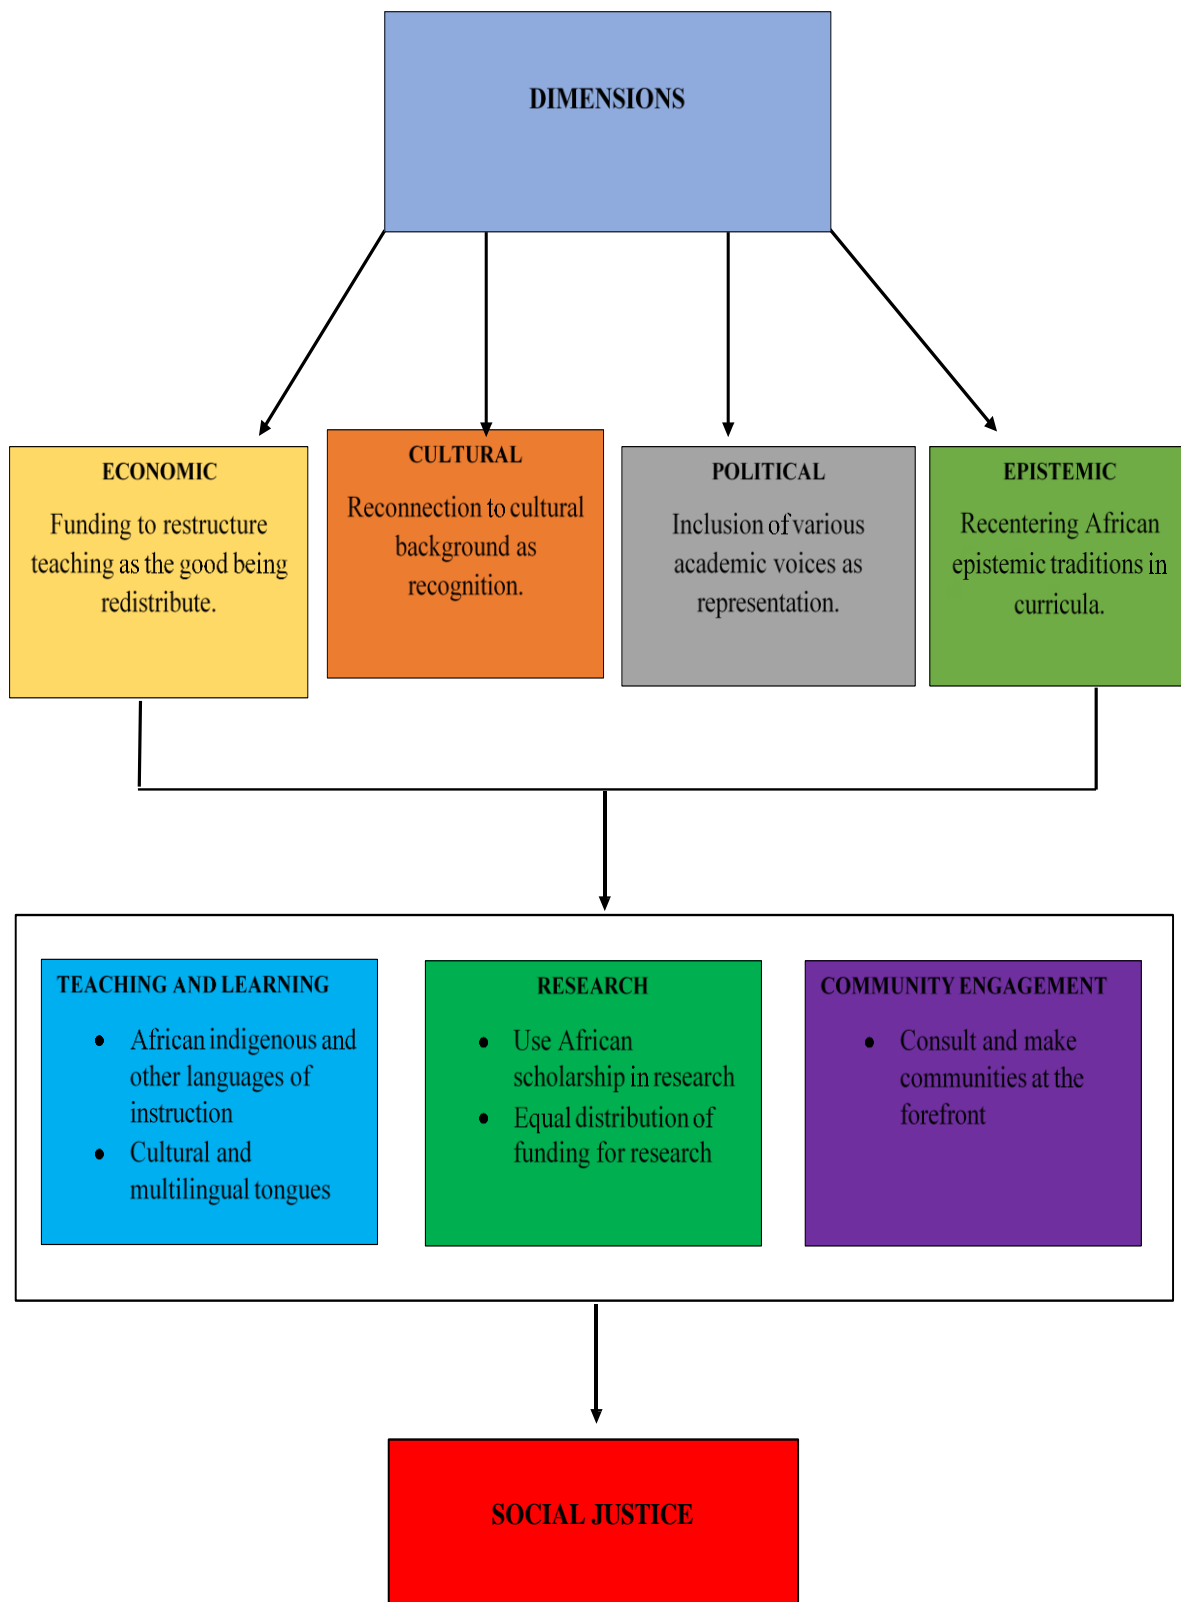 DIMENSIONS
ECONOMIC
Funding to restructure
teaching as the good being
redistribute.
CULTURAL
Reconnection to cultural
background as
recognition.
POLITICAL
Inclusion of various
academic voices as
representation.
EPISTEMIC
Recentering African
epistemic traditions in
curricula.
TEACHING AND LEARNING
• African indigenous and
other languages of
instruction
• Cultural and
multilingual tongues
RESEARCH
• Use African
scholarship in research
• Equal distribution of
funding for research
COMMUNITY ENGAGEMENT
• Consult and make
communities at the
forefront
SOCIAL JUSTICE